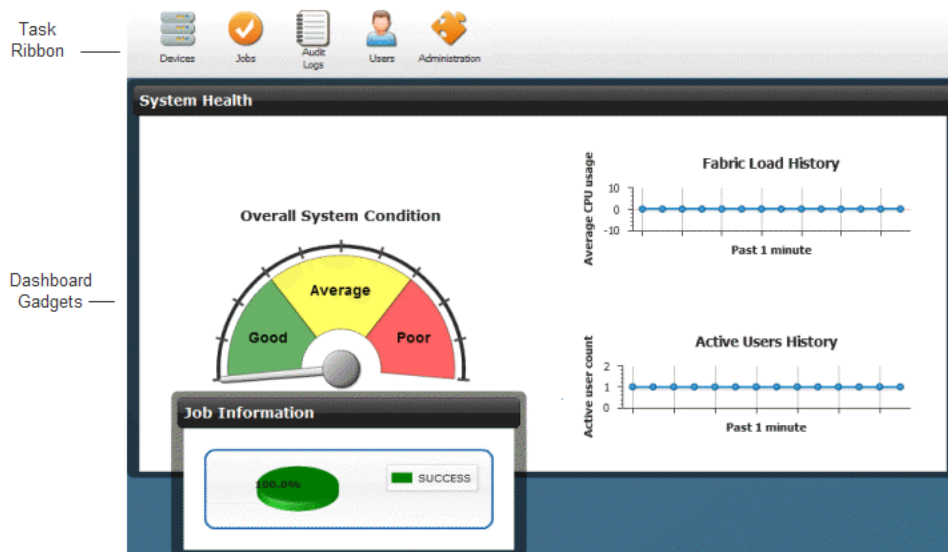 Task
Ribbon
Devices
Jobs
Audit
Logs
Users
Administration
System Health
Dashboard
Gadgets
Overall System Condition
Good
Average
Poor
Fabric Load History
Average CPU usage
10
0
-10
Past 1 minute
Active Users History
Active user count
2
1
0
Past 1 minute
Job Information
100.0%
SUCCESS